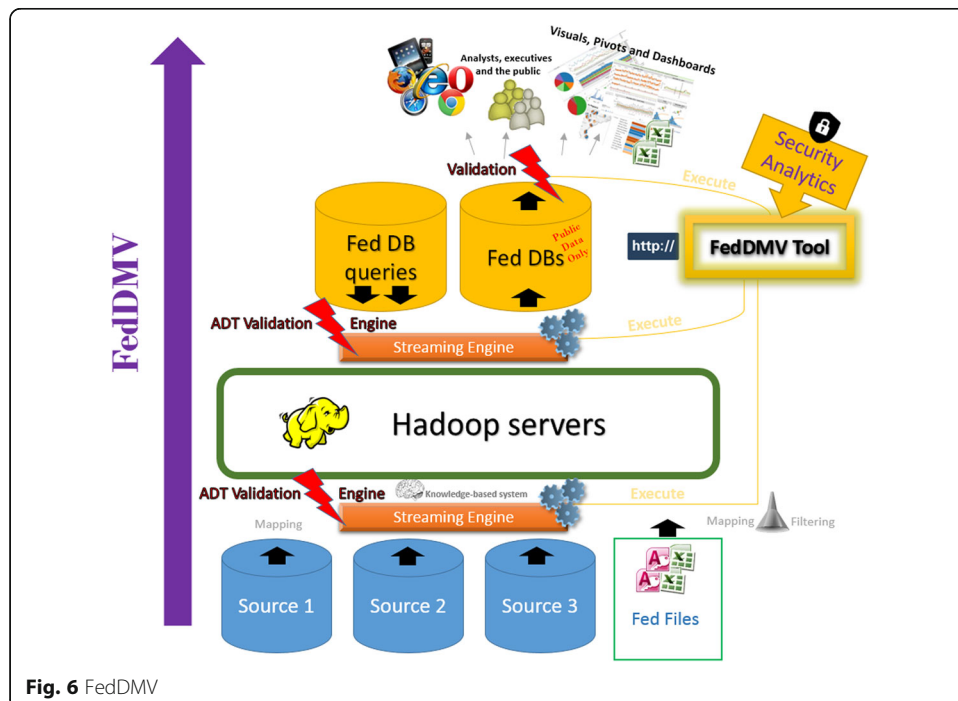 FedDMV
Analysts, executives
and the public
Visuals, Pivots and Dashboards
Security
Analytics
Validation
Execute
Fed DB
queries
Fed DBs
Public
Data
Only
http://
FedDMV Tool
ADT Validation
Engine
Streaming Engine
Execute
Hadoop servers
ADT Validation
Engine
Knowledge-based system
Execute
Streaming Engine
Mapping
Mapping
Filtering
Source 1
Source 2
Source 3
Fed Files
Fig. 6 FedDMV